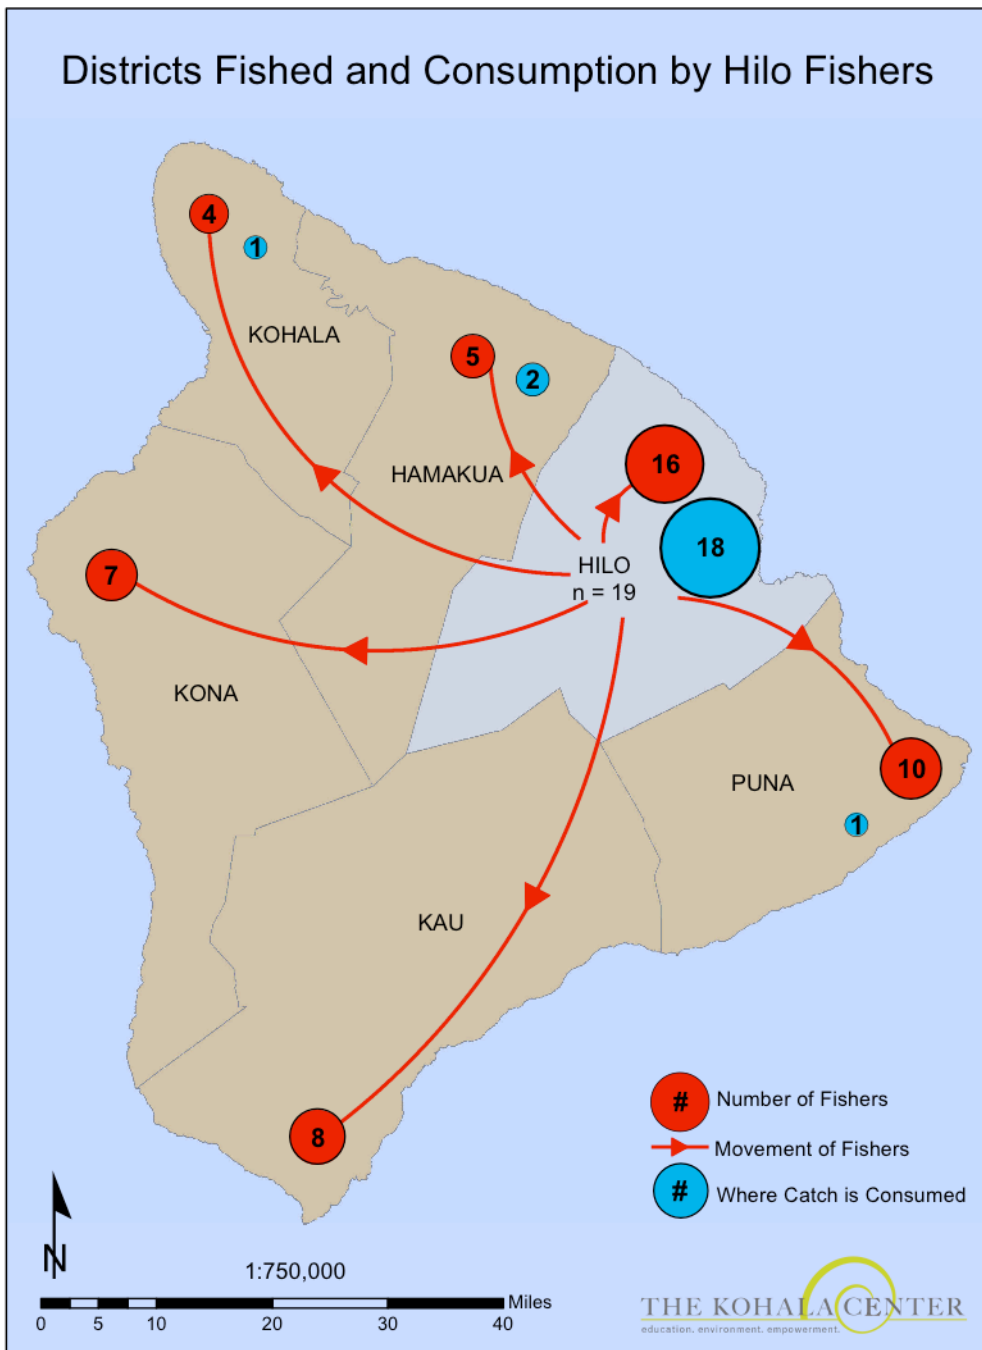 Districts Fished and Consumption by Hilo Fishers
4
1
KOHALA
5
2
HAMAKUA
16
18
HILO
n = 19
7
KONA
10
PUNA
1
KAU
8
# Number of Fishers
Movement of Fishers
# Where Catch is Consumed
N
1:750,000
Miles
0 5 10 20 30 40
THE KOHALA CENTER
education. environment. empowerment.